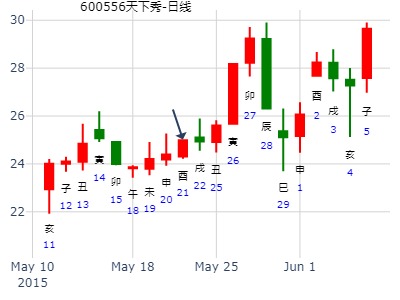 600556天下秀-日线
30
28
26
24
22
亥
11
子
12
丑
13
寅
14
卯
15
午
18
未
19
申
20
酉
21
戌
22
丑
25
寅
26
卯
27
辰
28
巳
29
申
1
酉
2
戌
3
亥
4
子
5
May 10
2015
May 18
May 25
Jun 1